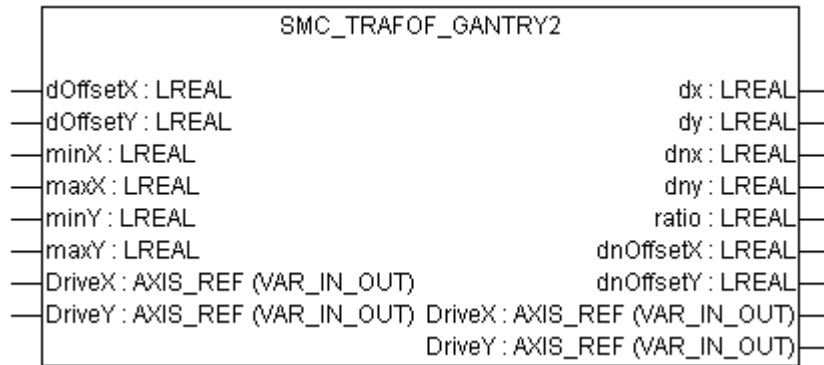 SMC_TRAFOF_GANTRY2
dOffsetX : LREAL dx : LREAL
dOffsetY : LREAL dy : LREAL
minX : LREAL dnx : LREAL
maxX : LREAL dny : LREAL
minY : LREAL ratio : LREAL
maxY : LREAL dnOffsetX : LREAL
DriveX : AXIS_REF (VAR_IN_OUT) dnOffsetY : LREAL
DriveY : AXIS_REF (VAR_IN_OUT) DriveX : AXIS_REF (VAR_IN_OUT)
DriveY : AXIS_REF (VAR_IN_OUT)